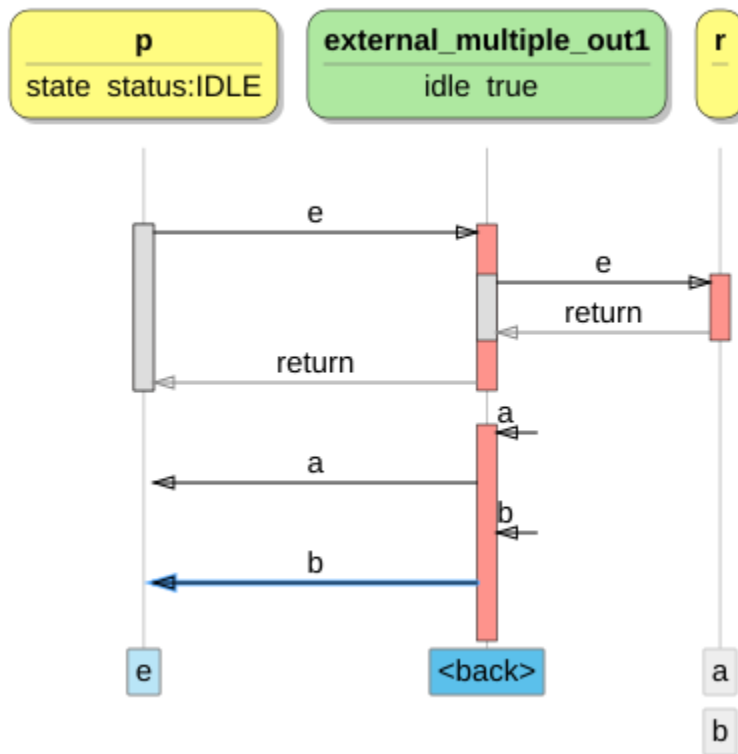 p
state status:IDLE
external_multiple_out1
idle true
r
e
e
return
return
a
a
b
b
e
<back>
a
b